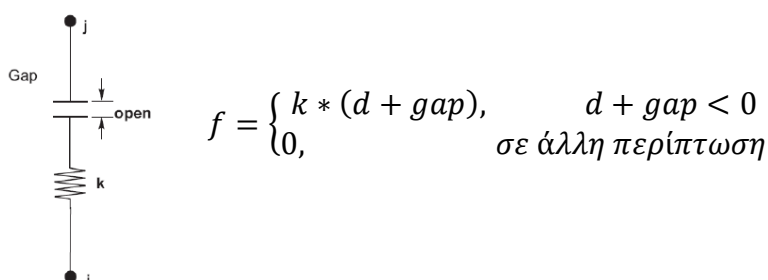 j
Gap
open
k
i
f = { k * (d + gap), d + gap < 0
0, σε άλλη περίπτωση